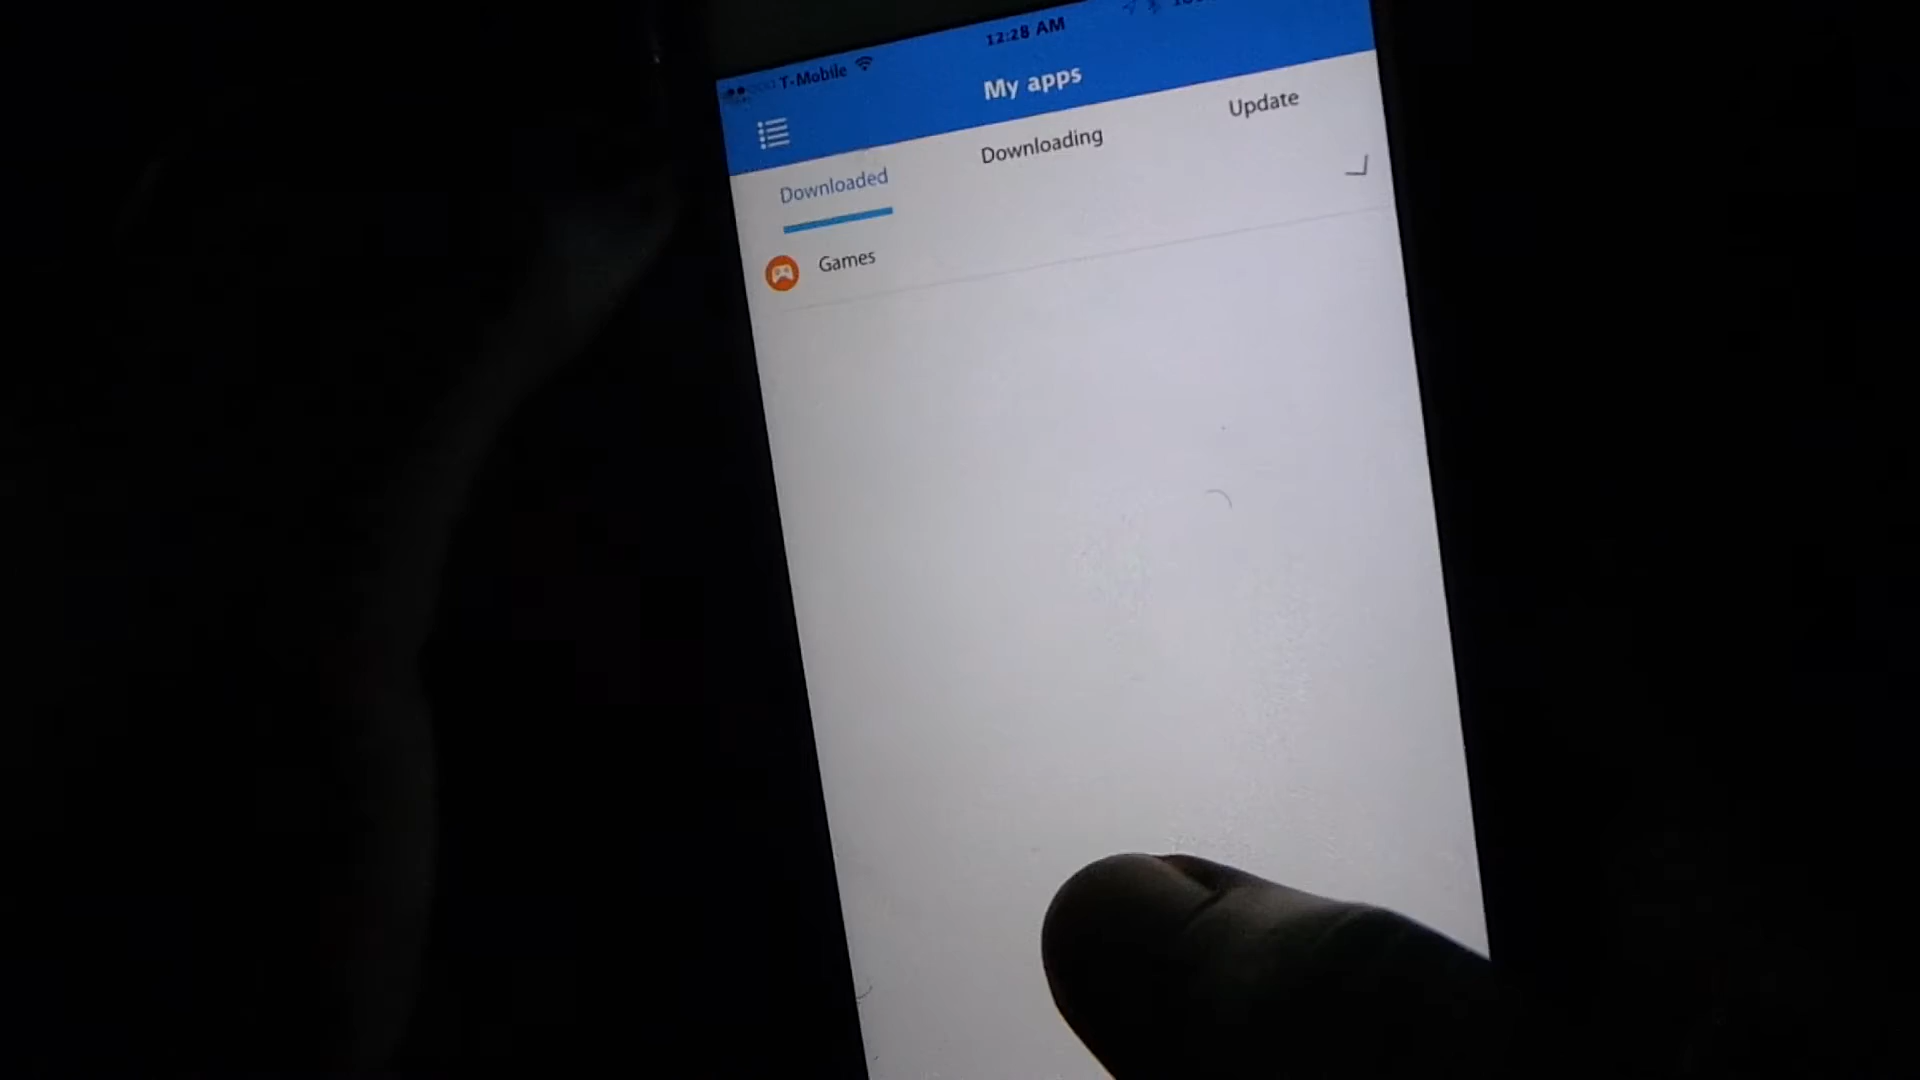 T-Mobile
12:28 AM
My apps
Downloaded
Downloading
Update
Games